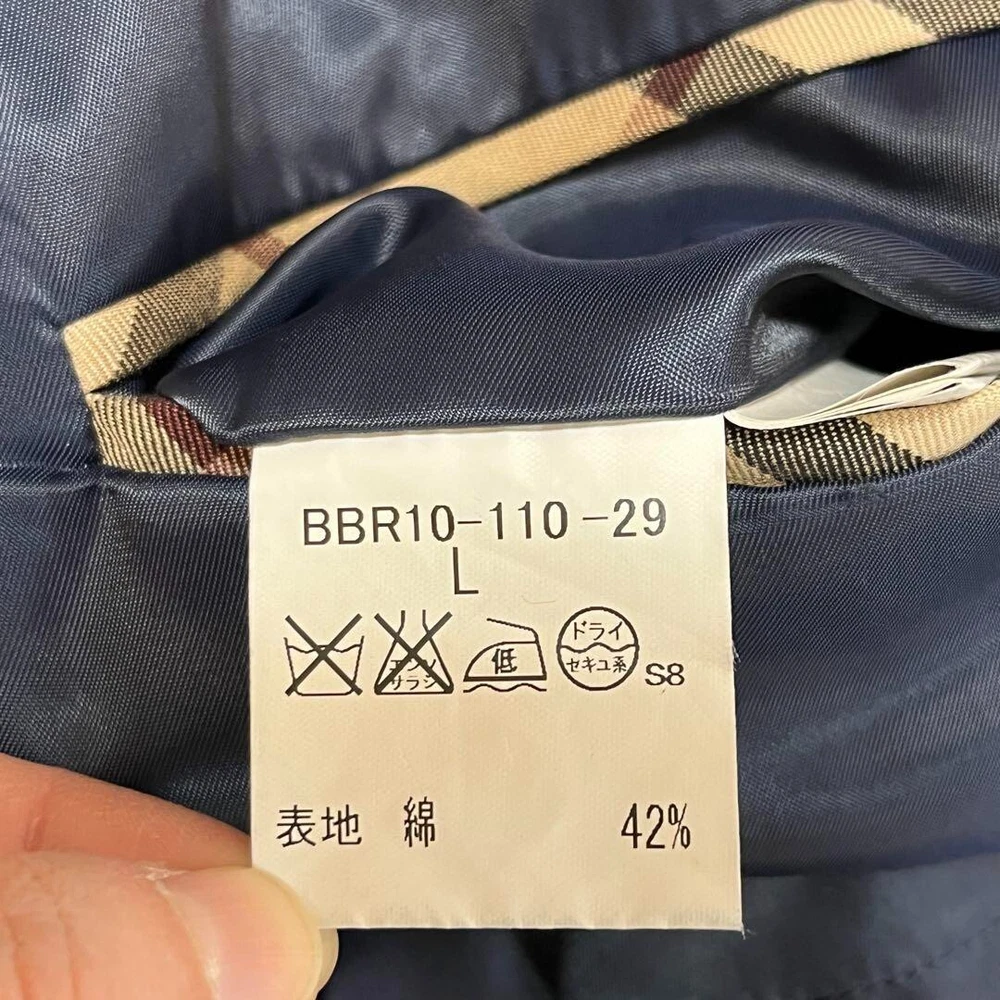 BBR10-110-29
L
エンソ
サラシ
低
ドライ
セキユ系
S8
表地 綿 42%